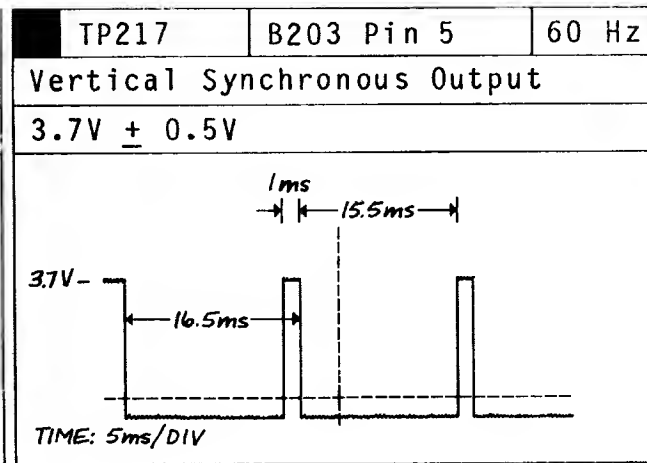 TP217 B203 Pin 5 60 Hz
Vertical Synchronous Output
3.7V ± 0.5V
1ms
15.5ms
3.7V
16.5ms
TIME: 5ms/DIV